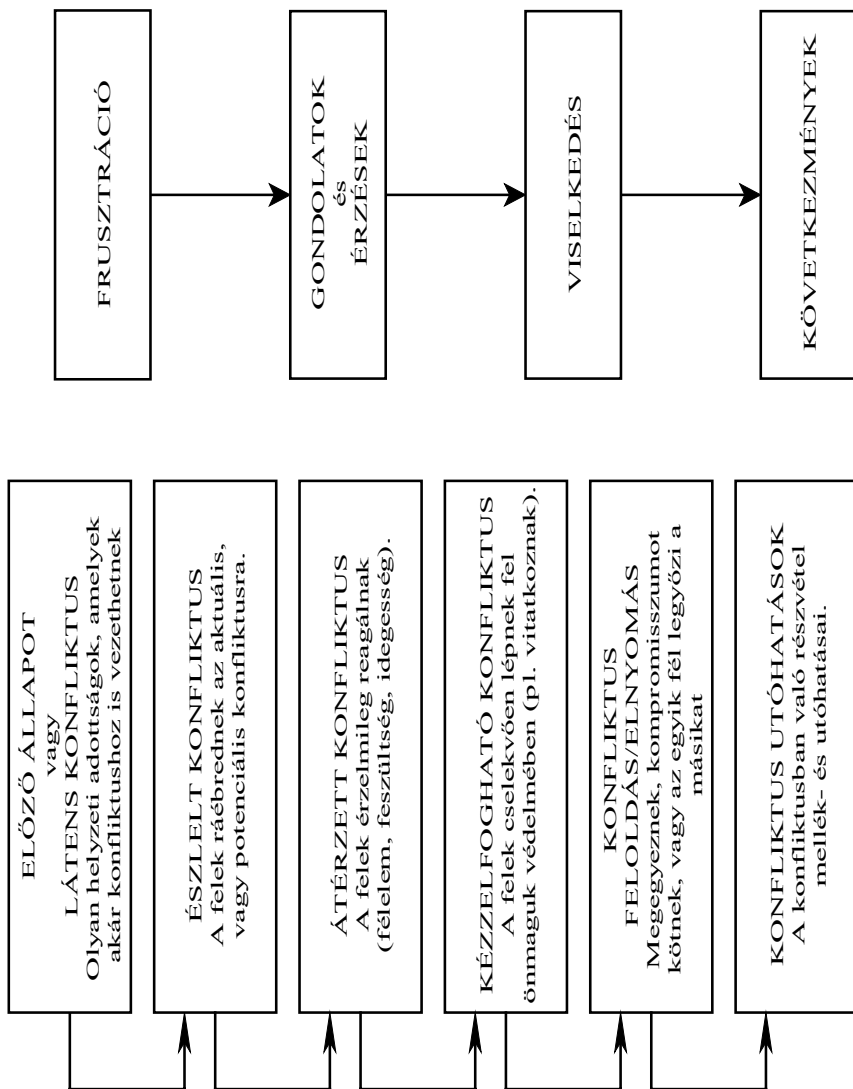 FRUSZTRÁCIÓ
GONDOLATOK
és
ÉRZÉSEK
VISELKEDÉS
KÖVETKEZMÉNYEK
ELŐZŐ ÁLLAPOT
vagy
LÁTENS KONFLIKTUS
Olyan helyzeti adottságok, amelyek
akár konfliktushoz is vezethetnek
ÉSZLELT KONFLIKTUS
A felek ráébrednek az aktuális,
vagy potenciális konfliktusra.
ÁTÉRZETT KONFLIKTUS
A felek érzelmileg reagálnak
(félelem, feszültség, idegesség).
KÉZZELFOGHATÓ KONFLIKTUS
A felek cselekvően lépnek fel
önmaguk védelmében (pl. vitatkoznak).
KONFLIKTUS
FELOLDÁS/ELNYOMÁS
Megegyeznek, kompromisszumot
kötnek, vagy az egyik fél legyőzi a
másikat
KONFLIKTUS UTÓHATÁSOK
A konfliktusban való részvétel
mellék- és utóhatásai.